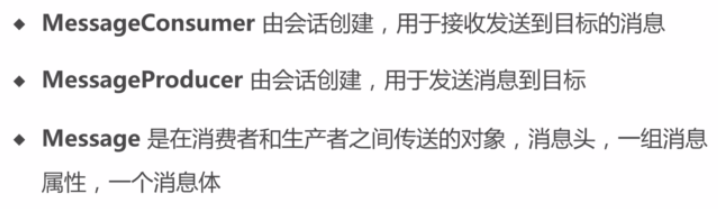 ◆ MessageConsumer 由会话创建，用于接收发送到目标的消息
◆ MessageProducer 由会话创建，用于发送消息到目标
◆ Message 是在消费者和生产者之间传送的对象，消息头，一组消息
属性，一个消息体